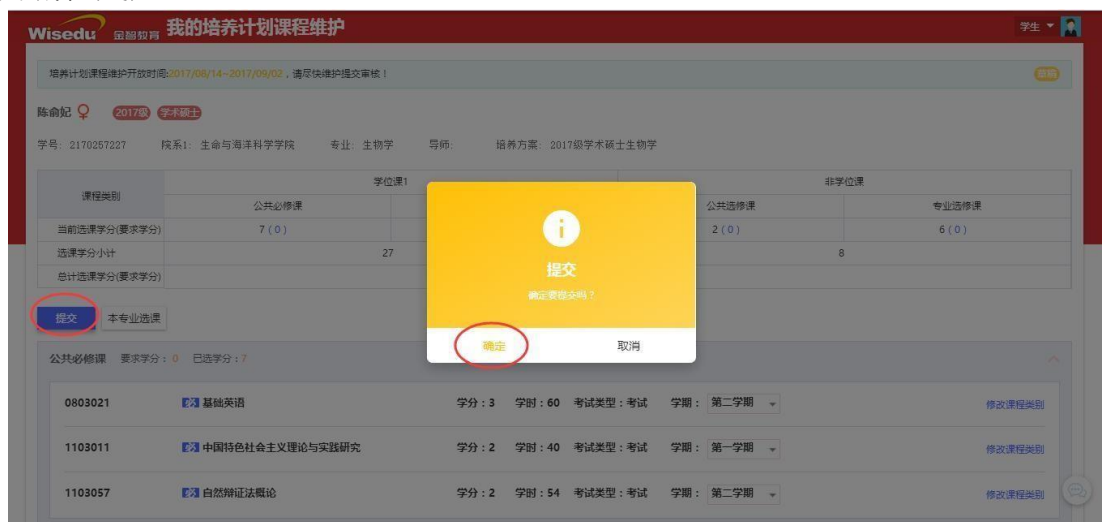 Wisedu 金智教育 我的培养计划课程维护 学生
培养计划课程维护开放时间:2017/08/14~2017/09/02，请尽快维护提交审核！ 草稿
陈俞妃 2017级 学术硕士
学号: 2170257227 院系1: 生命与海洋科学学院 专业: 生物学 导师: 培养方案: 2017级学术硕士生物学
课程类别 学位课1 非学位课
公共必修课 公共选修课 专业选修课
当前选课学分(要求学分) 7 ( 0 ) 2 ( 0 ) 6 ( 0 )
选课学分小计 27 8
总计选课学分(要求学分)
提交
确定要提交吗？
确定 取消
提交 本专业选课
公共必修课 要求学分：0 已选学分：7
0803021 基础英语 学分：3 学时：60 考试类型：考试 学期： 第二学期 修改课程类别
1103011 中国特色社会主义理论与实践研究 学分：2 学时：40 考试类型：考试 学期： 第一学期 修改课程类别
1103057 自然辩证法概论 学分：2 学时：54 考试类型：考试 学期： 第二学期 修改课程类别